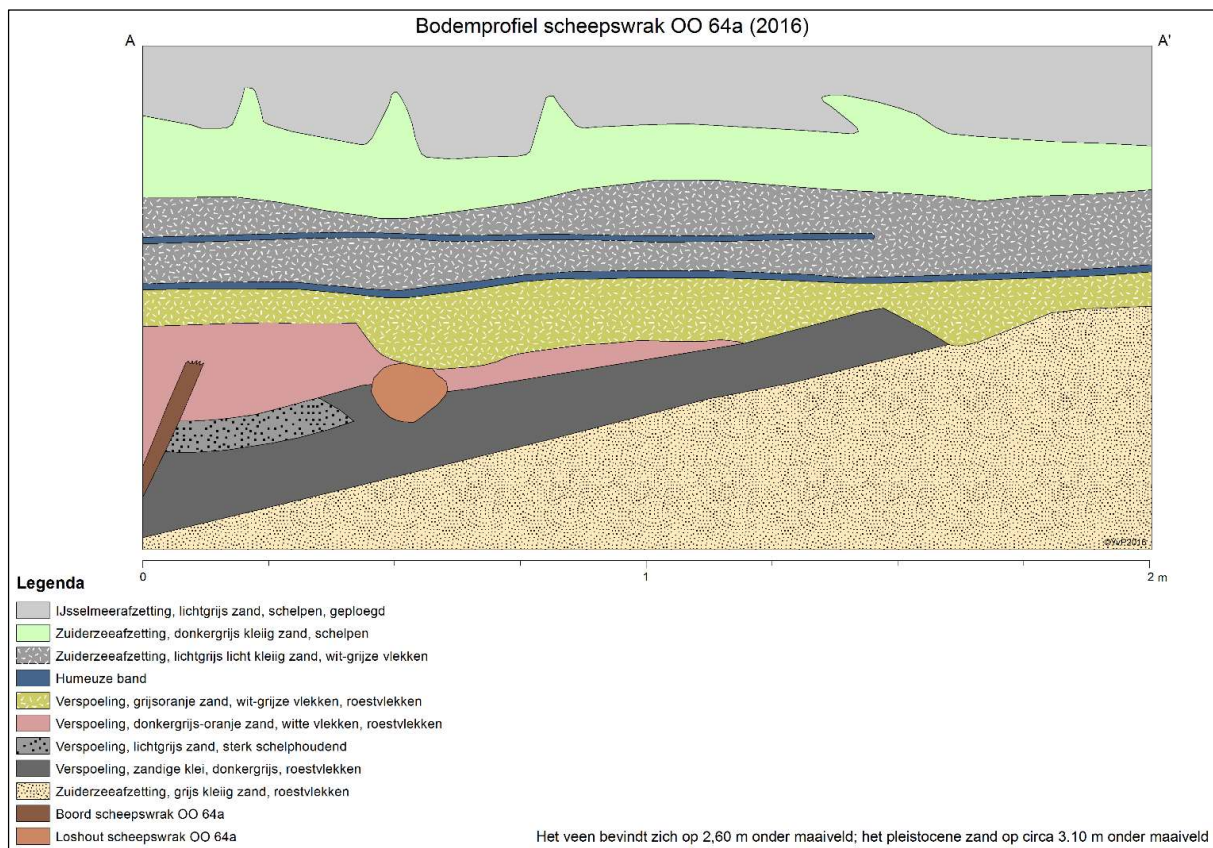 Bodemprofiel scheepswrak OO 64a (2016)
A
A'
©YvP2016
0
1
2 m
Legenda
IJsselmeerafzetting, lichtgrijs zand, schelpen, geploegd
Zuiderzeeafzetting, donkergrijs kleiig zand, schelpen
Zuiderzeeafzetting, lichtgrijs licht kleiig zand, wit-grijze vlekken
Humeuze band
Verspoeling, grijsoranje zand, wit-grijze vlekken, roestvlekken
Verspoeling, donkergrijs-oranje zand, witte vlekken, roestvlekken
Verspoeling, lichtgrijs zand, sterk schelphoudend
Verspoeling, zandige klei, donkergrijs, roestvlekken
Zuiderzeeafzetting, grijs kleiig zand, roestvlekken
Boord scheepswrak OO 64a
Loshout scheepswrak OO 64a
Het veen bevindt zich op 2,60 m onder maaiveld; het pleistocene zand op circa 3.10 m onder maaiveld